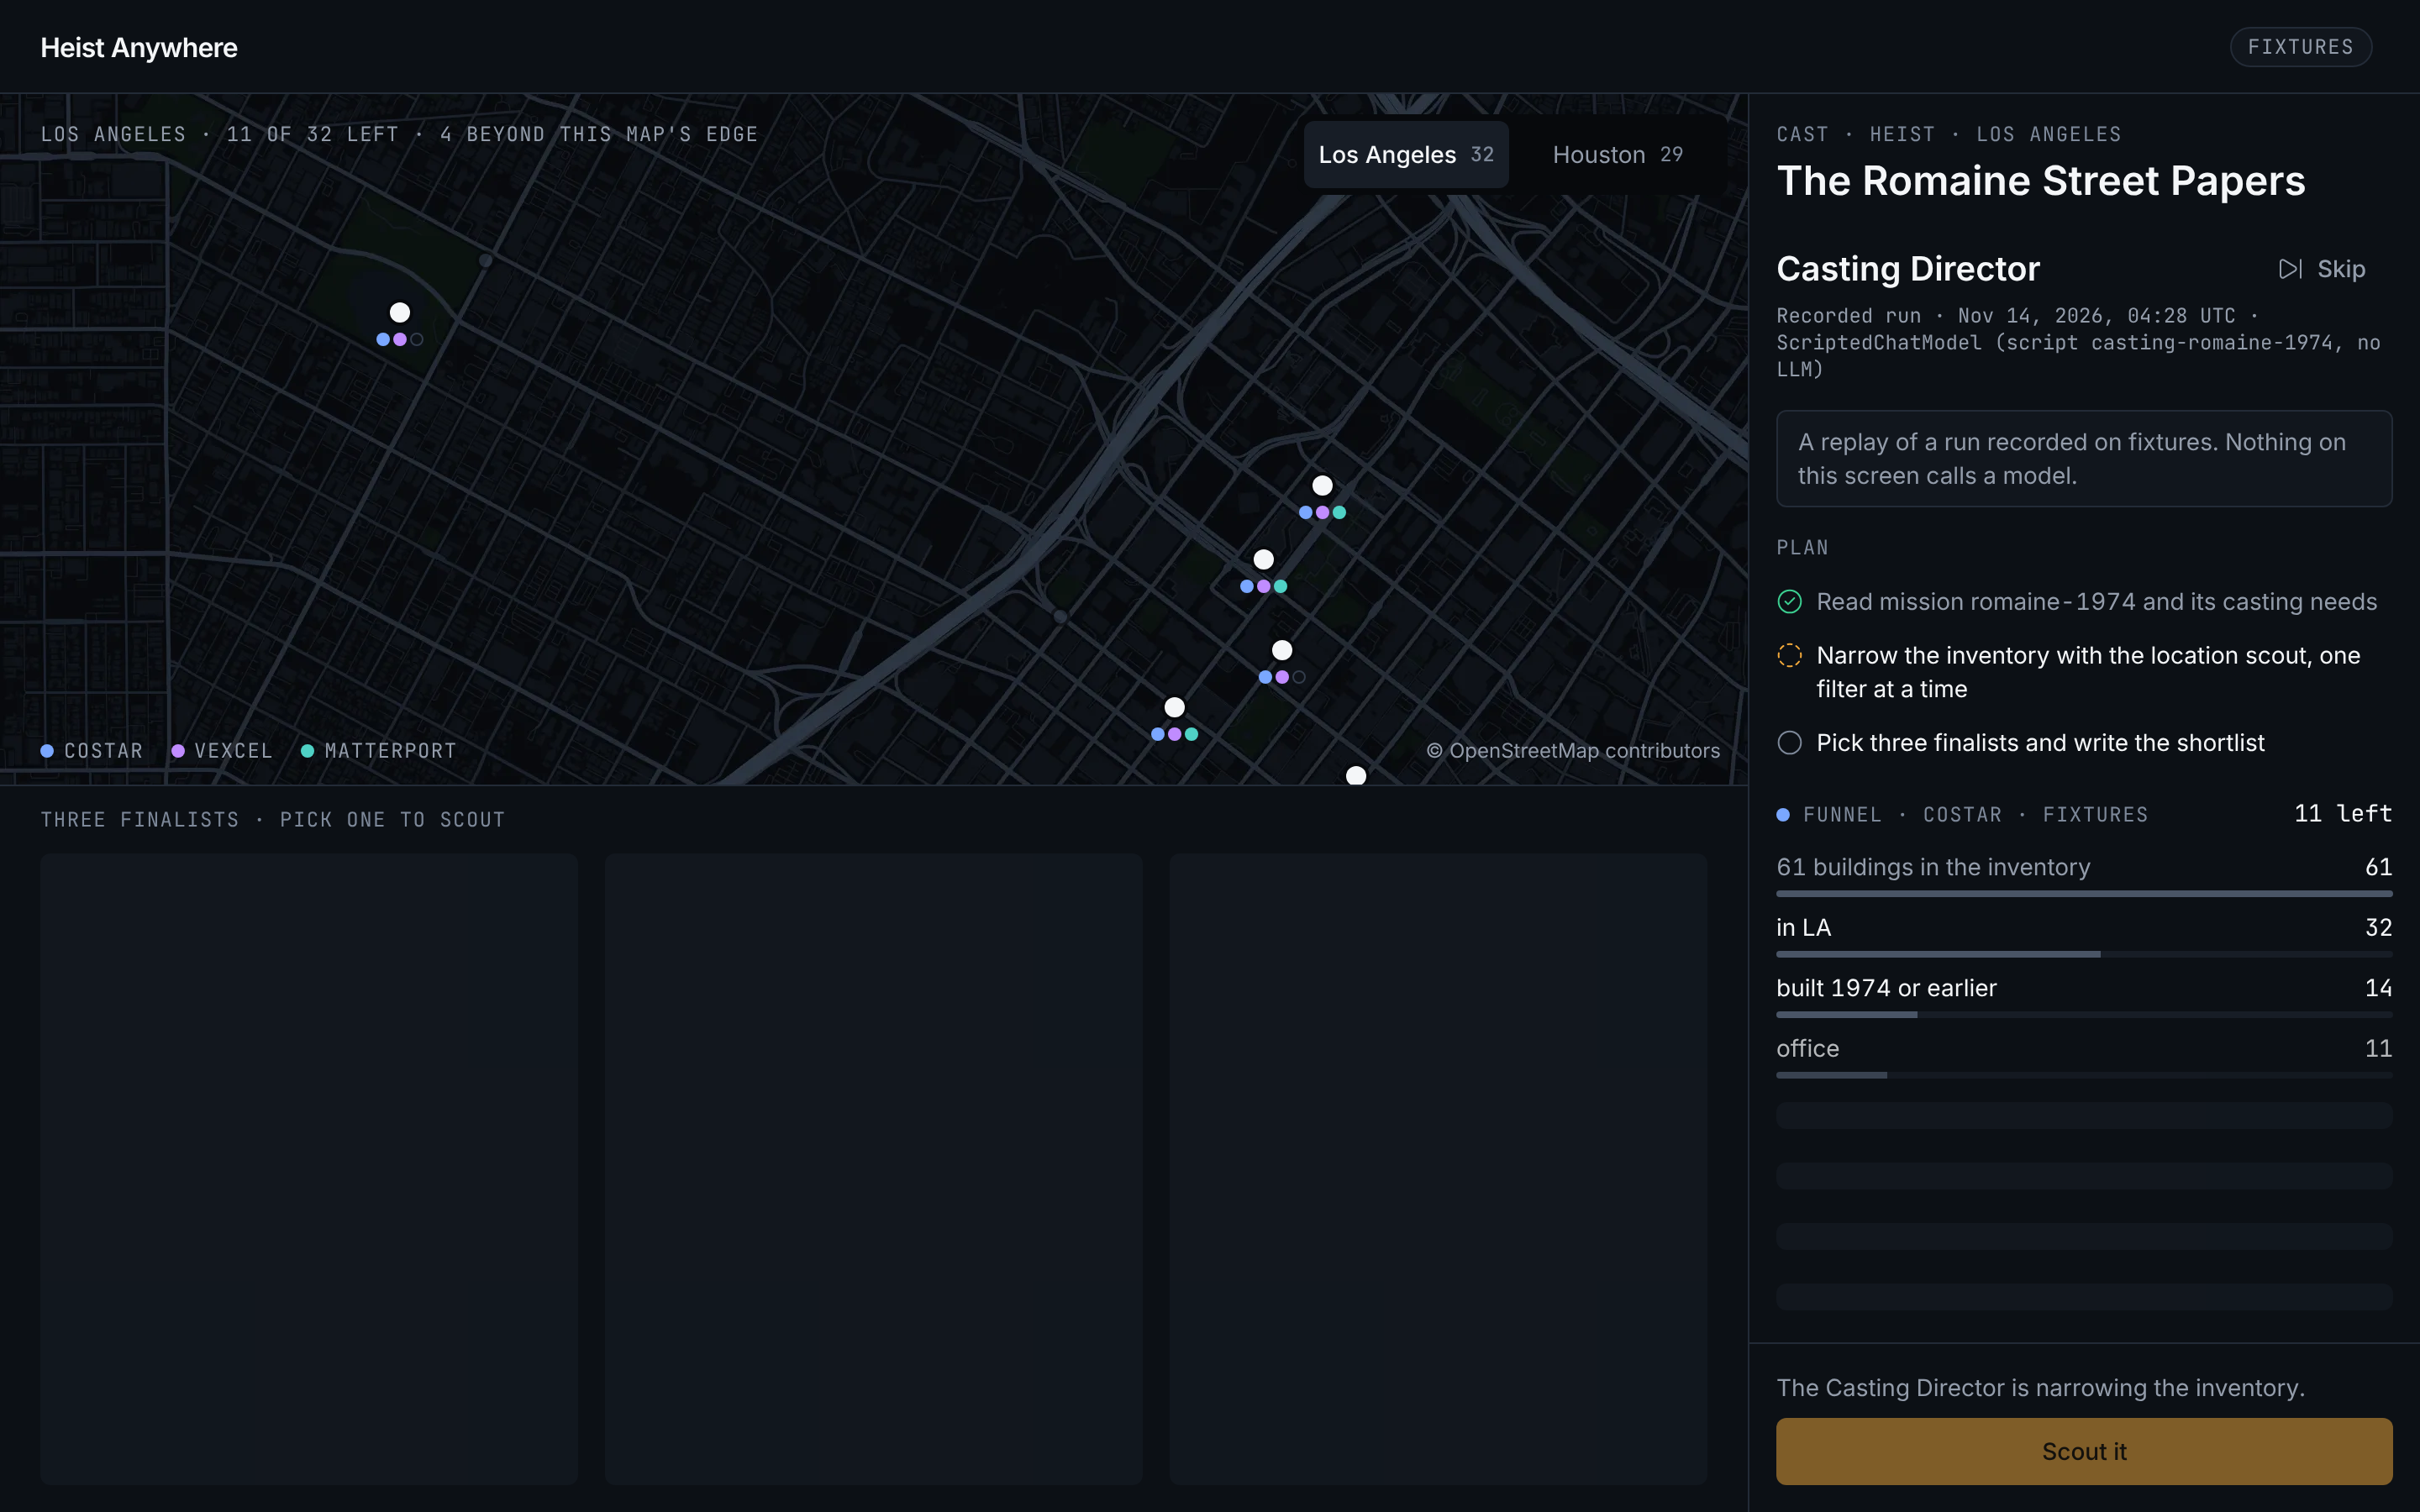 Heist Anywhere
FIXTURES
LOS ANGELES · 11 OF 32 LEFT · 4 BEYOND THIS MAP'S EDGE
Los Angeles 32
Houston 29
COSTAR
VEXCEL
MATTERPORT
© OpenStreetMap contributors
THREE FINALISTS · PICK ONE TO SCOUT
CAST · HEIST · LOS ANGELES
The Romaine Street Papers
Casting Director
Skip
Recorded run · Nov 14, 2026, 04:28 UTC ·
ScriptedChatModel (script casting-romaine-1974, no
LLM)
A replay of a run recorded on fixtures. Nothing on
this screen calls a model.
PLAN
Read mission romaine-1974 and its casting needs
Narrow the inventory with the location scout, one
filter at a time
Pick three finalists and write the shortlist
FUNNEL · COSTAR · FIXTURES
11 left
61 buildings in the inventory 61
in LA 32
built 1974 or earlier 14
office 11
The Casting Director is narrowing the inventory.
Scout it